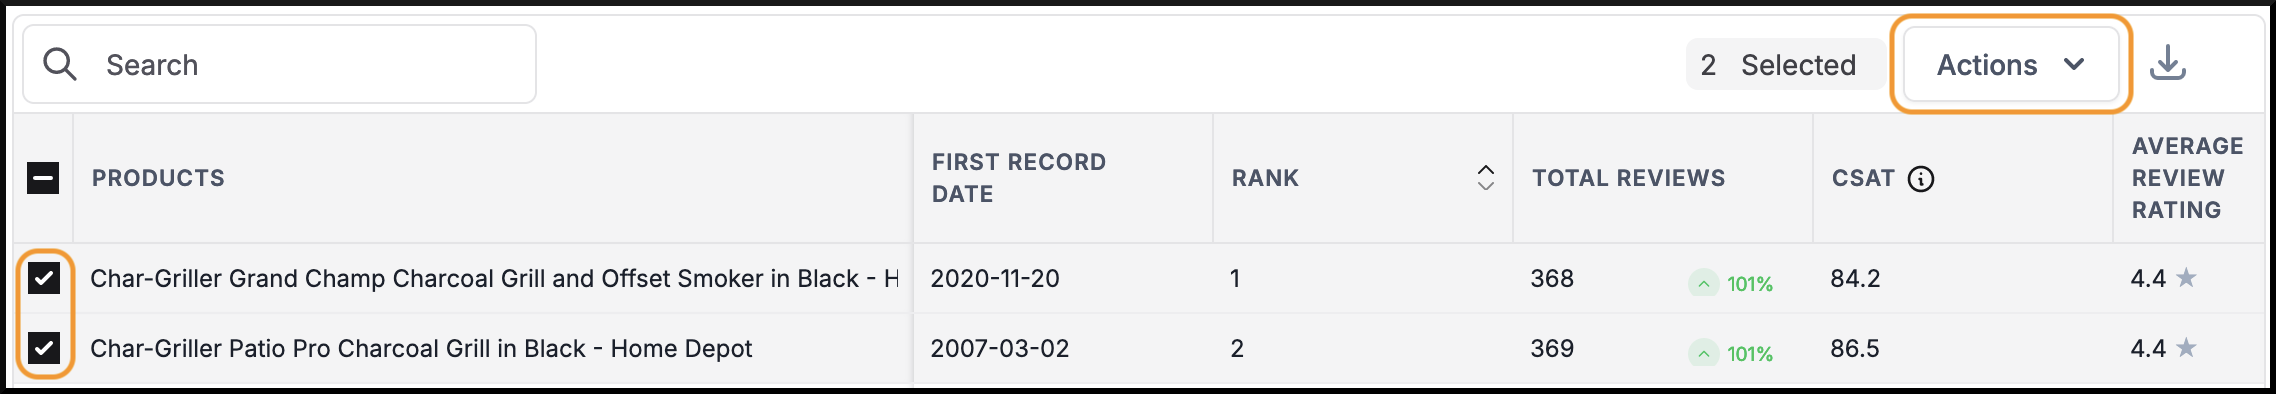 Search
2 Selected
Actions
PRODUCTS
FIRST RECORD
DATE
RANK
TOTAL REVIEWS
CSAT
AVERAGE
REVIEW
RATING
Char-Griller Grand Champ Charcoal Grill and Offset Smoker in Black - H 2020-11-20 1 368 101% 84.2 4.4
Char-Griller Patio Pro Charcoal Grill in Black - Home Depot 2007-03-02 2 369 101% 86.5 4.4